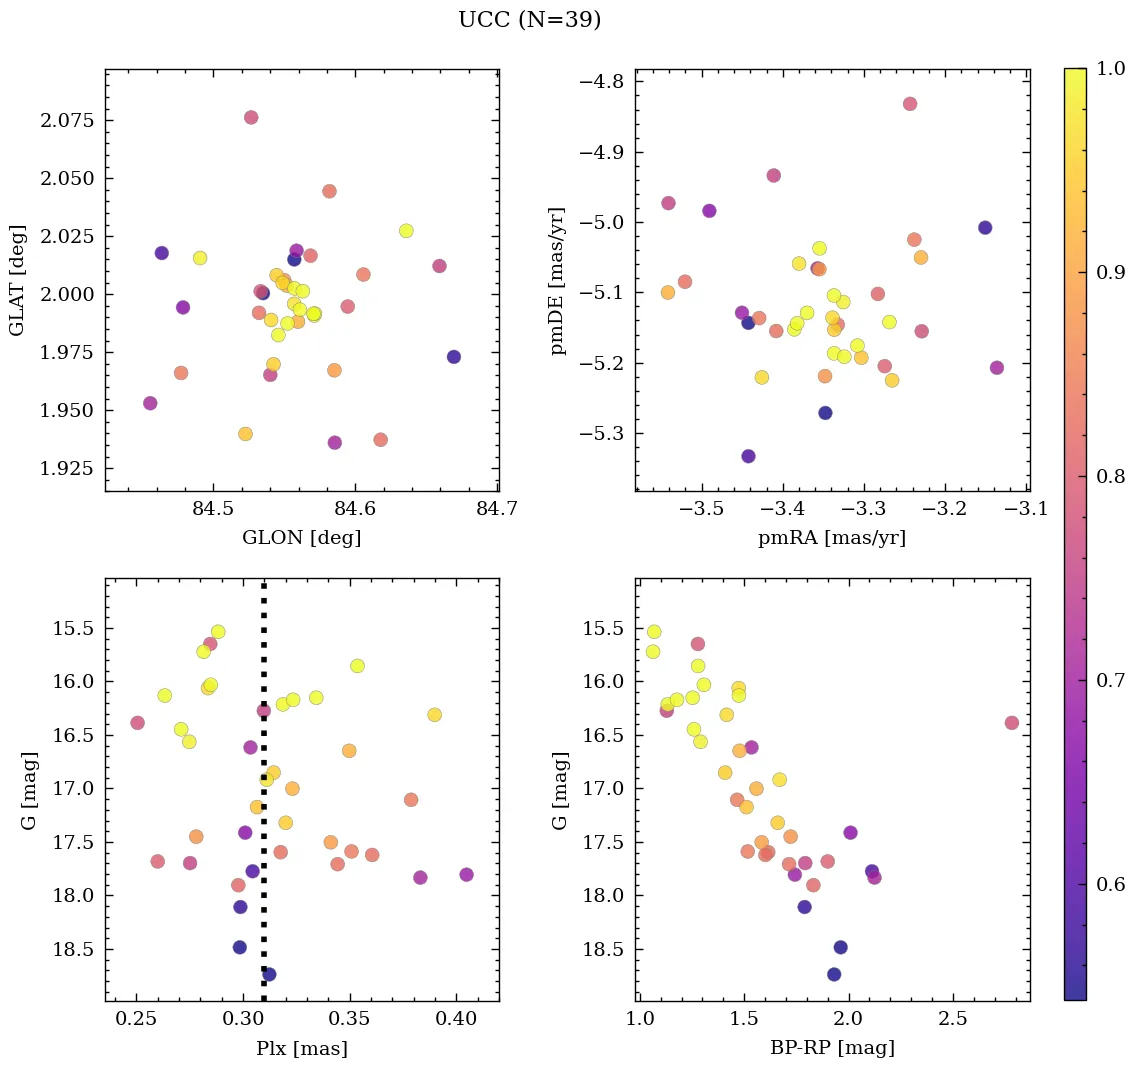 UCC (N=39)
2.075
2.050
2.025
2.000
1.975
1.950
1.925
GLAT [deg]
84.5 84.6 84.7
GLON [deg]
−4.8
−4.9
−5.0
−5.1
−5.2
−5.3
pmDE [mas/yr]
−3.5 −3.4 −3.3 −3.2 −3.1
pmRA [mas/yr]
1.0
0.9
0.8
0.7
0.6
15.5
16.0
16.5
17.0
17.5
18.0
18.5
G [mag]
0.25 0.30 0.35 0.40
Plx [mas]
15.5
16.0
16.5
17.0
17.5
18.0
18.5
G [mag]
1.0 1.5 2.0 2.5
BP-RP [mag]